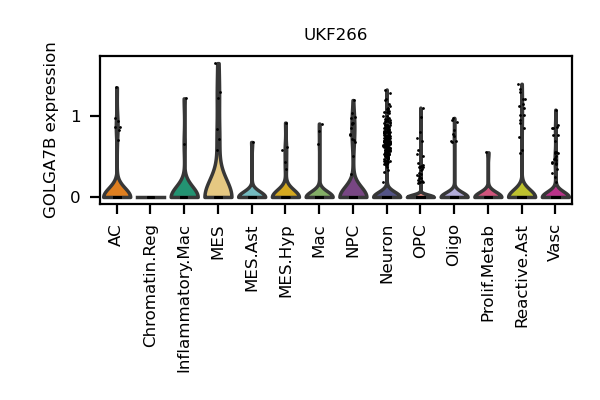 UKF266
GOLGA7B expression
1
0
AC
Chromatin.Reg
Inflammatory.Mac
MES
MES.Ast
MES.Hyp
Mac
NPC
Neuron
OPC
Oligo
Prolif.Metab
Reactive.Ast
Vasc